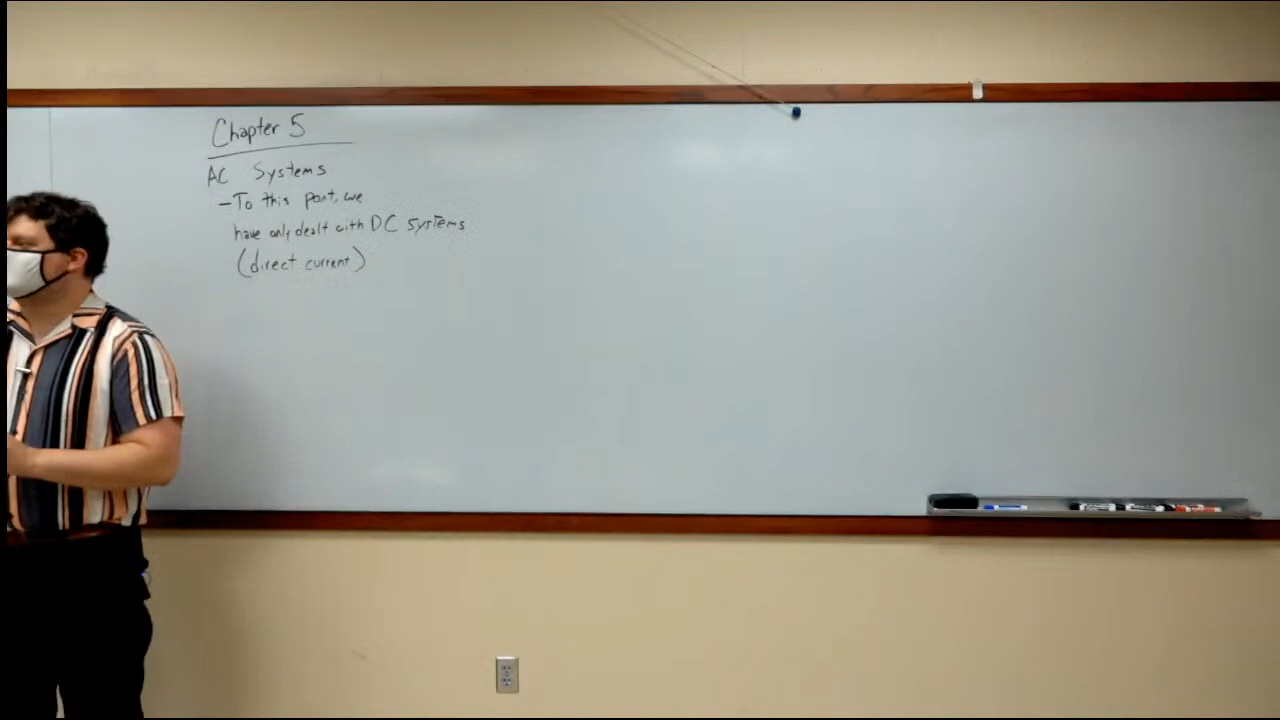 Chapter 5
AC Systems
- To this point, we
have only dealt with DC systems
(direct current)